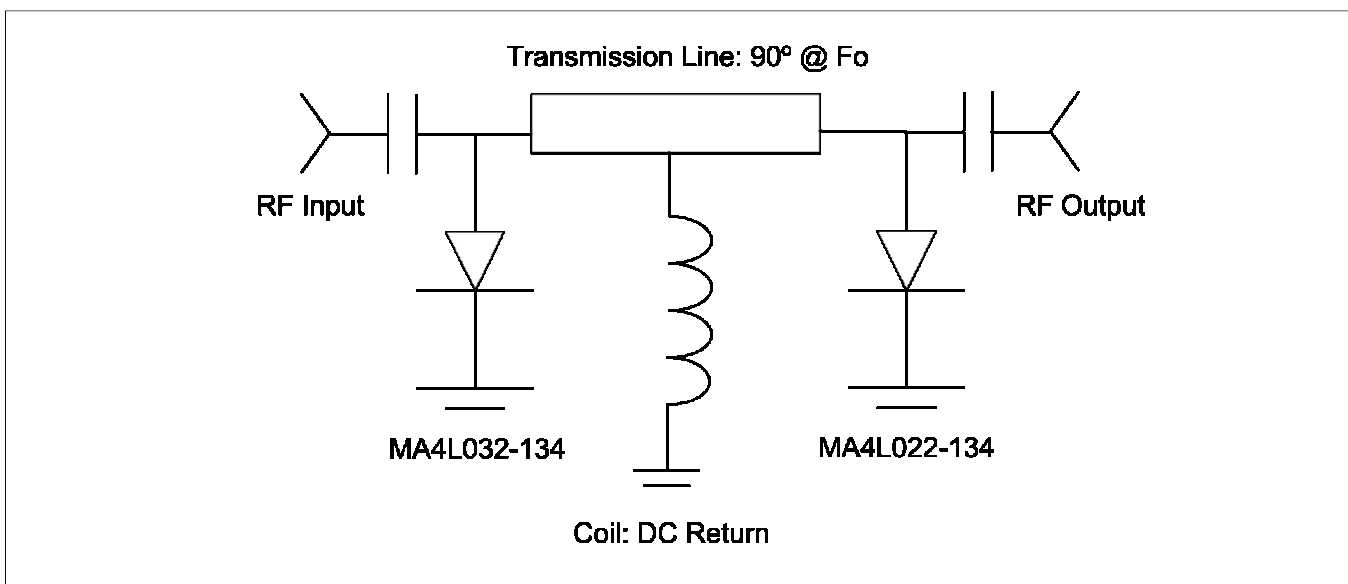 Transmission Line: 90º @ Fo
RF Input
RF Output
MA4L032-134
MA4L022-134
Coil: DC Return